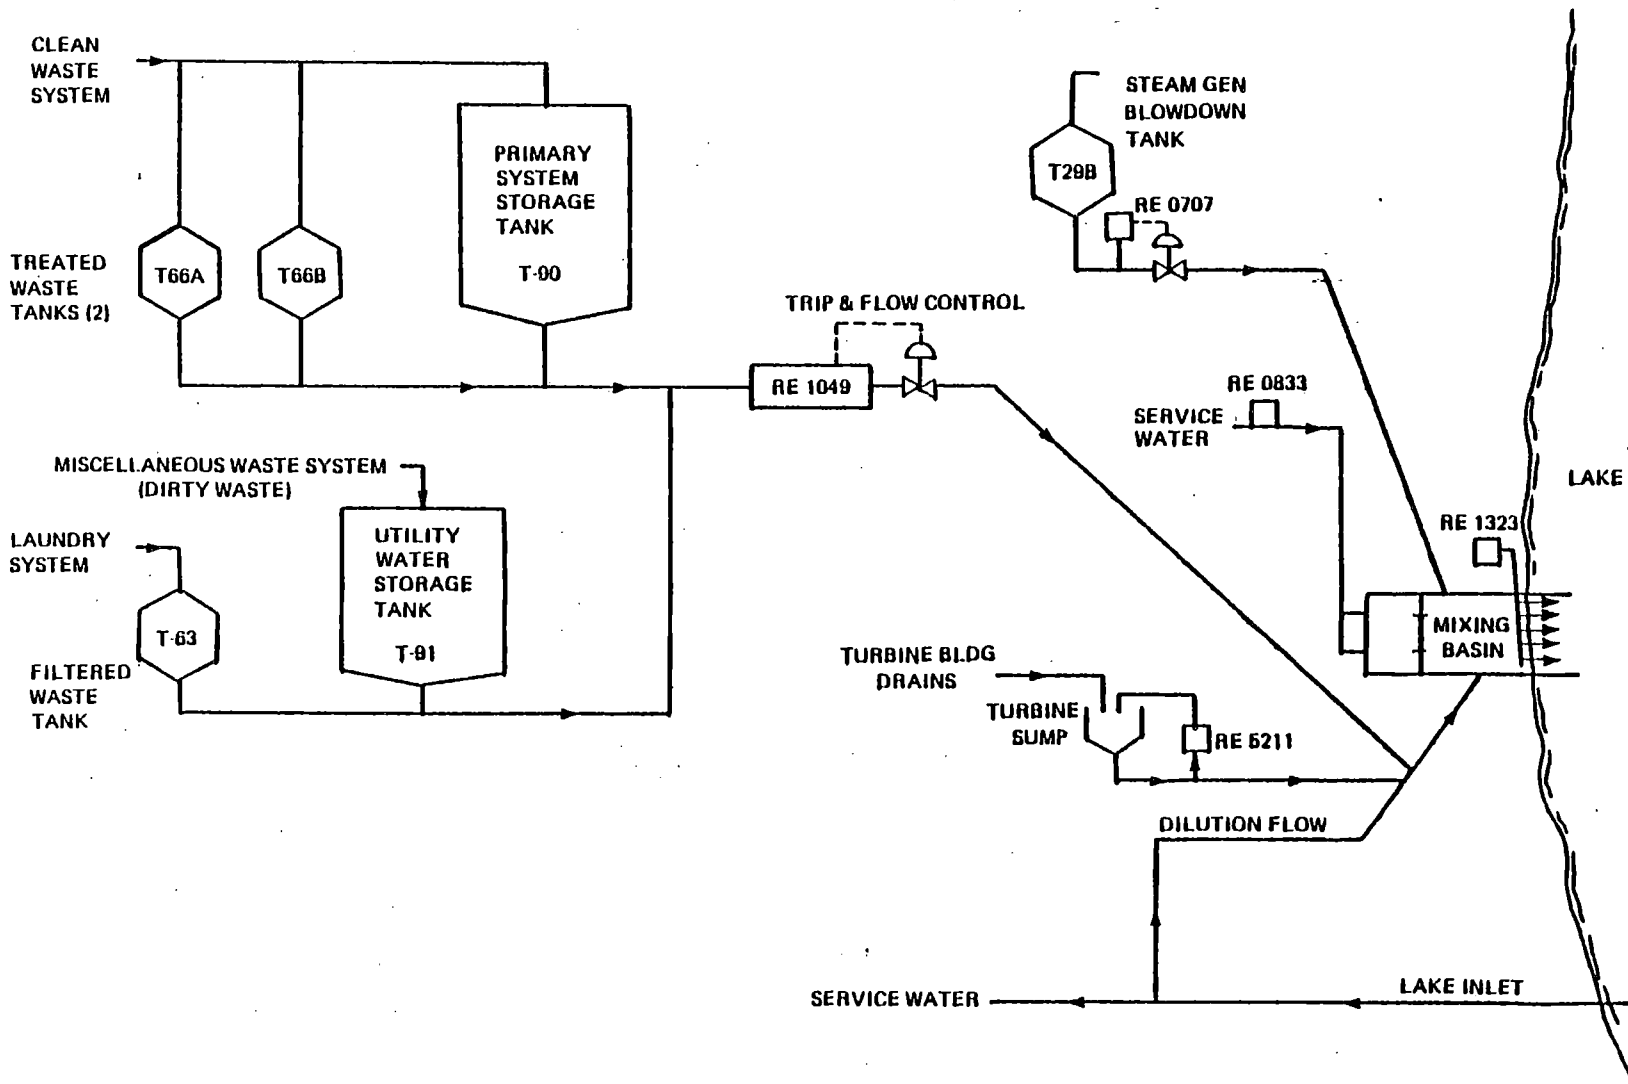 CLEAN
WASTE
SYSTEM
PRIMARY
SYSTEM
STORAGE
TANK
T-90
TREATED
WASTE
TANKS (2)
T66A
T66B
STEAM GEN
BLOWDOWN
TANK
T29B
RE 0707
TRIP & FLOW CONTROL
RE 1049
RE 0833
SERVICE
WATER
LAKE
RE 1323
MIXING
BASIN
MISCELLANEOUS WASTE SYSTEM
(DIRTY WASTE)
LAUNDRY
SYSTEM
UTILITY
WATER
STORAGE
TANK
T-91
T-63
FILTERED
WASTE
TANK
TURBINE BLDG
DRAINS
TURBINE
SUMP
RE 5211
DILUTION FLOW
SERVICE WATER
LAKE INLET